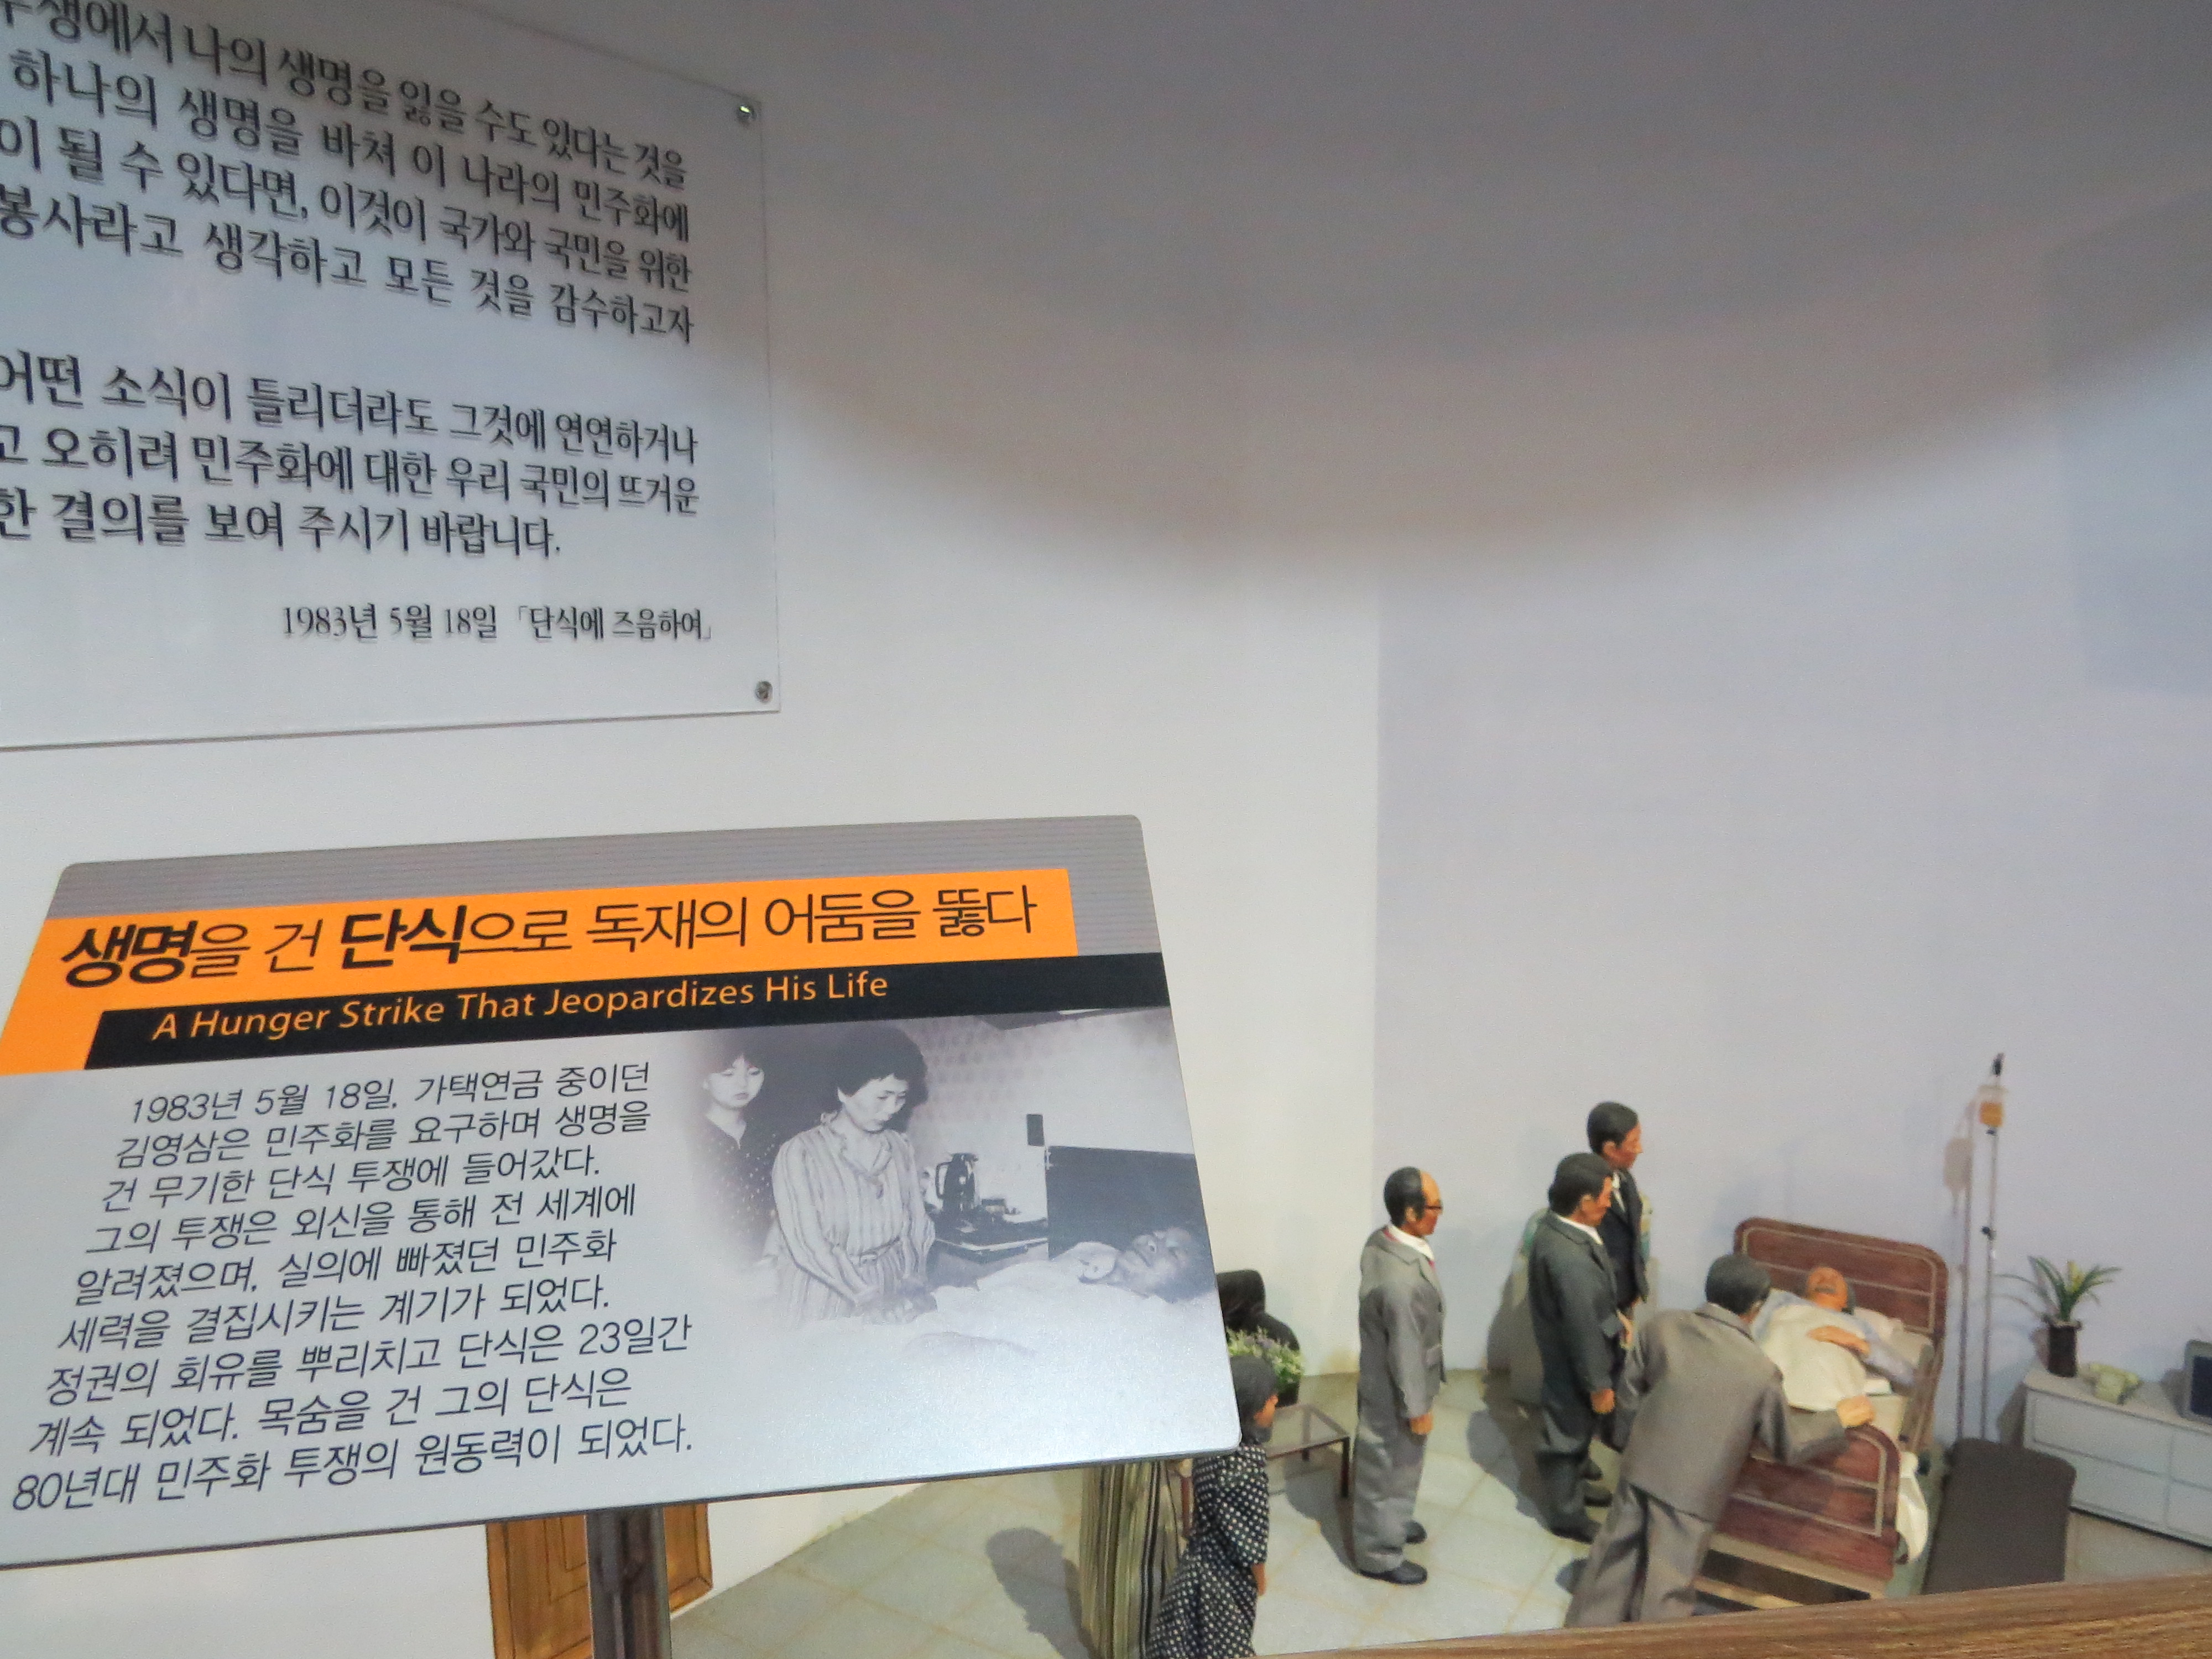 에서 나의 생명을 잃을 수도 있다는 것을
하나의 생명을 바쳐 이 나라의 민주화에
이 될 수 있다면, 이것이 국가와 국민을 위한
봉사라고 생각하고 모든 것을 감수하고자
어떤 소식이 들리더라도 그것에 연연하거나
고 오히려 민주화에 대한 우리 국민의 뜨거운
한 결의를 보여 주시기 바랍니다.
1983년 5월 18일 「단식에 즈음하여」
생명을 건 단식으로 독재의 어둠을 뚫다
A Hunger Strike That Jeopardizes His Life
1983년 5월 18일, 가택연금 중이던
김영삼은 민주화를 요구하며 생명을
건 무기한 단식 투쟁에 들어갔다.
그의 투쟁은 외신을 통해 전 세계에
알려졌으며, 실의에 빠졌던 민주화
세력을 결집시키는 계기가 되었다.
정권의 회유를 뿌리치고 단식은 23일간
계속 되었다. 목숨을 건 그의 단식은
80년대 민주화 투쟁의 원동력이 되었다.